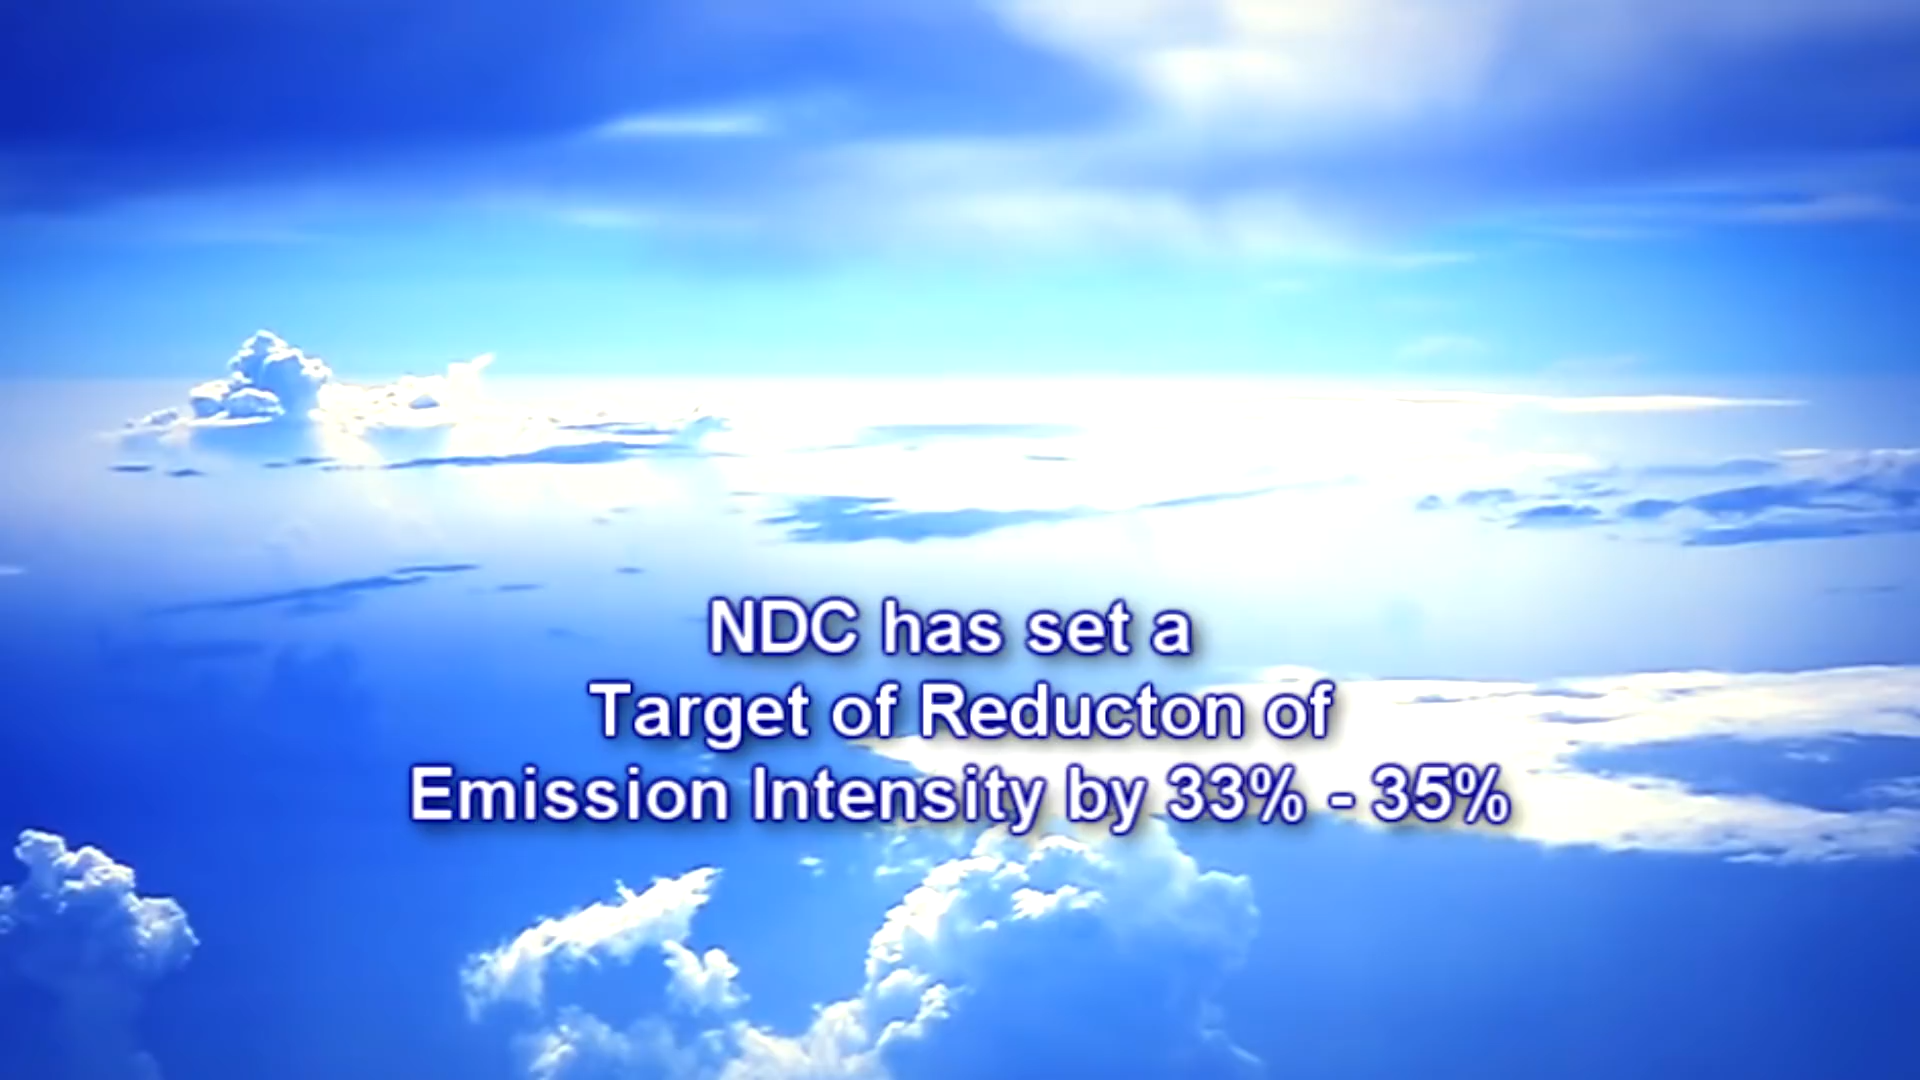 NDC has set a
Target of Reducton of
Emission Intensity by 33% - 35%